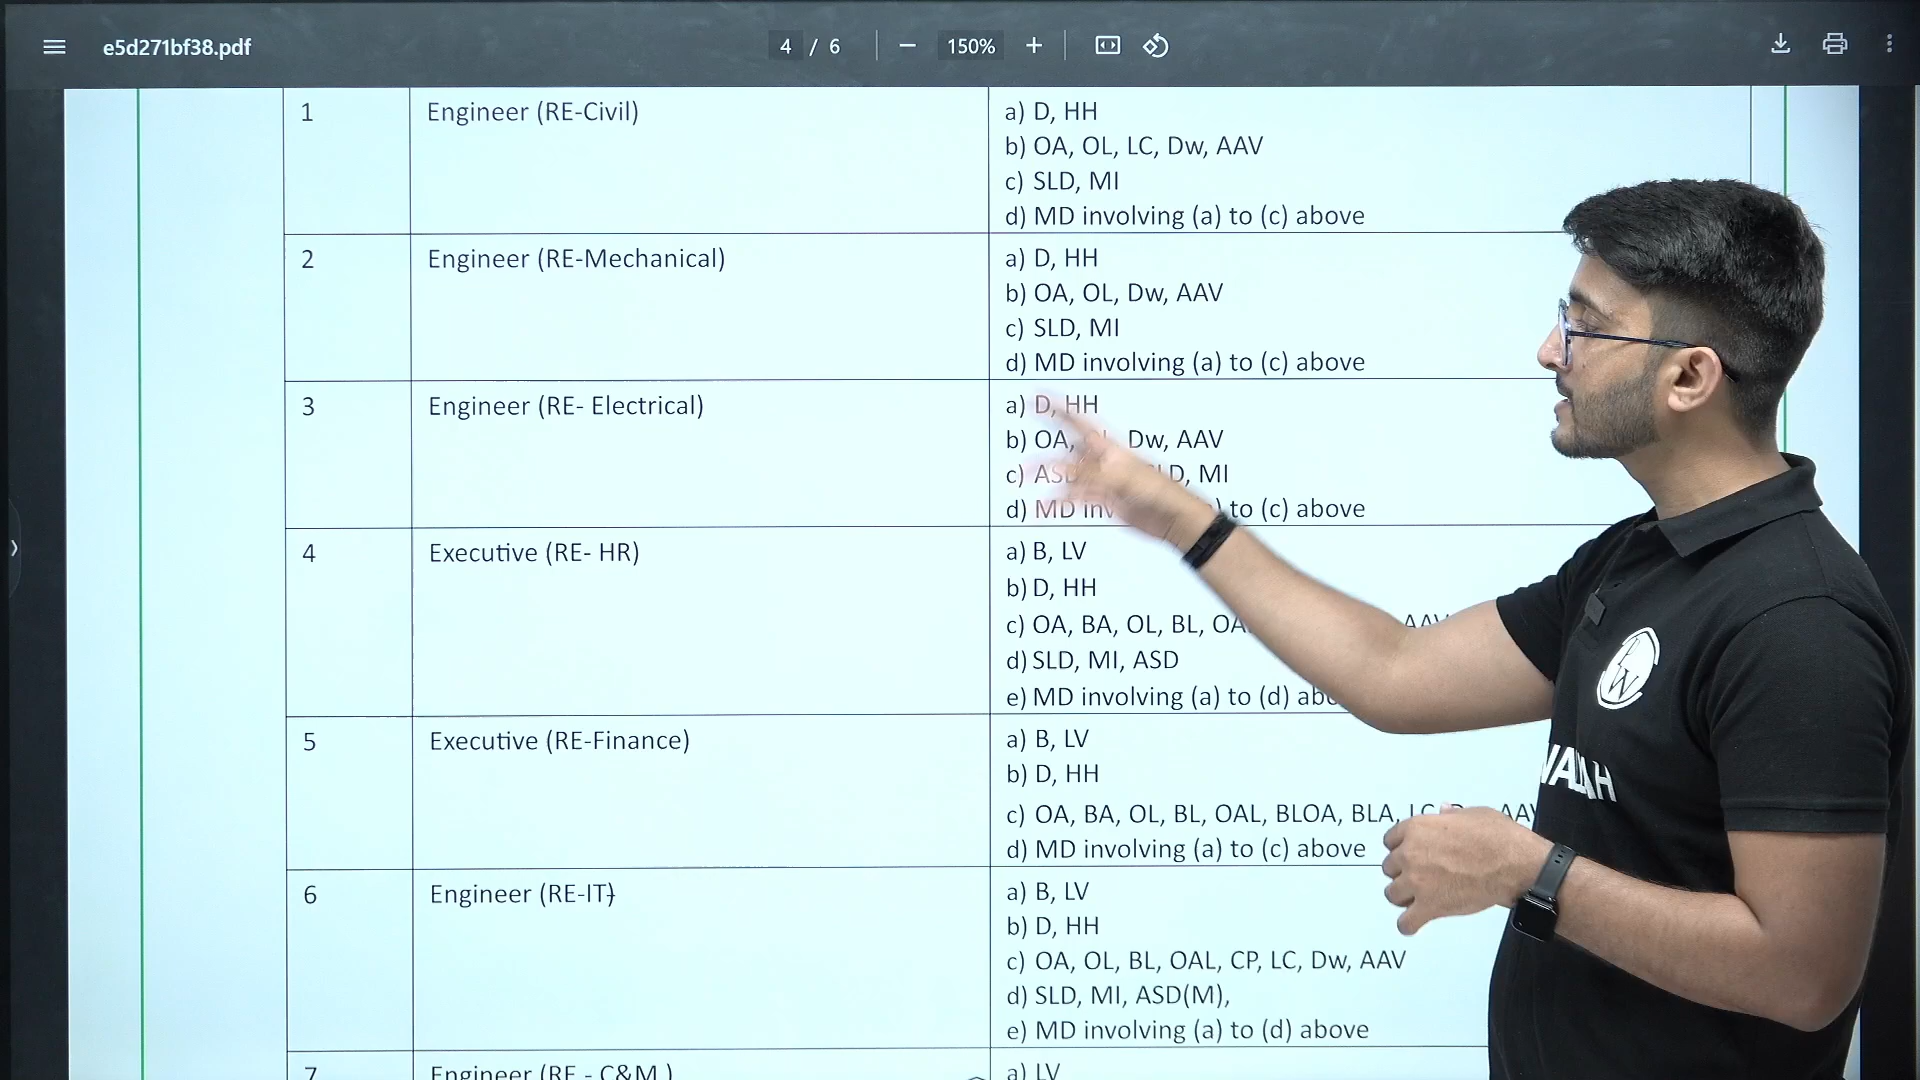 e5d271bf38.pdf
4 / 6
150%
1
Engineer (RE-Civil)
a) D, HH
b) OA, OL, LC, Dw, AAV
c) SLD, MI
d) MD involving (a) to (c) above
2
Engineer (RE-Mechanical)
a) D, HH
b) OA, OL, Dw, AAV
c) SLD, MI
d) MD involving (a) to (c) above
3
Engineer (RE- Electrical)
a) D, HH
b) OA, OL, Dw, AAV
c) MI
d) MD to (c) above
4
Executive (RE- HR)
a) B, LV
b) D, HH
c) OA, BA, OL, BL,
d) SLD, MI, ASD
e) MD involving (a) to (d)
5
Executive (RE-Finance)
a) B, LV
b) D, HH
c) OA, BA, OL, BL, OAL, BLOA, BLA,
d) MD involving (a) to (c) above
6
Engineer (RE-IT)
a) B, LV
b) D, HH
c) OA, OL, BL, OAL, CP, LC, Dw, AAV
d) SLD, MI, ASD(M),
e) MD involving (a) to (d) above
7
Engineer (RE - C&M )
a) LV